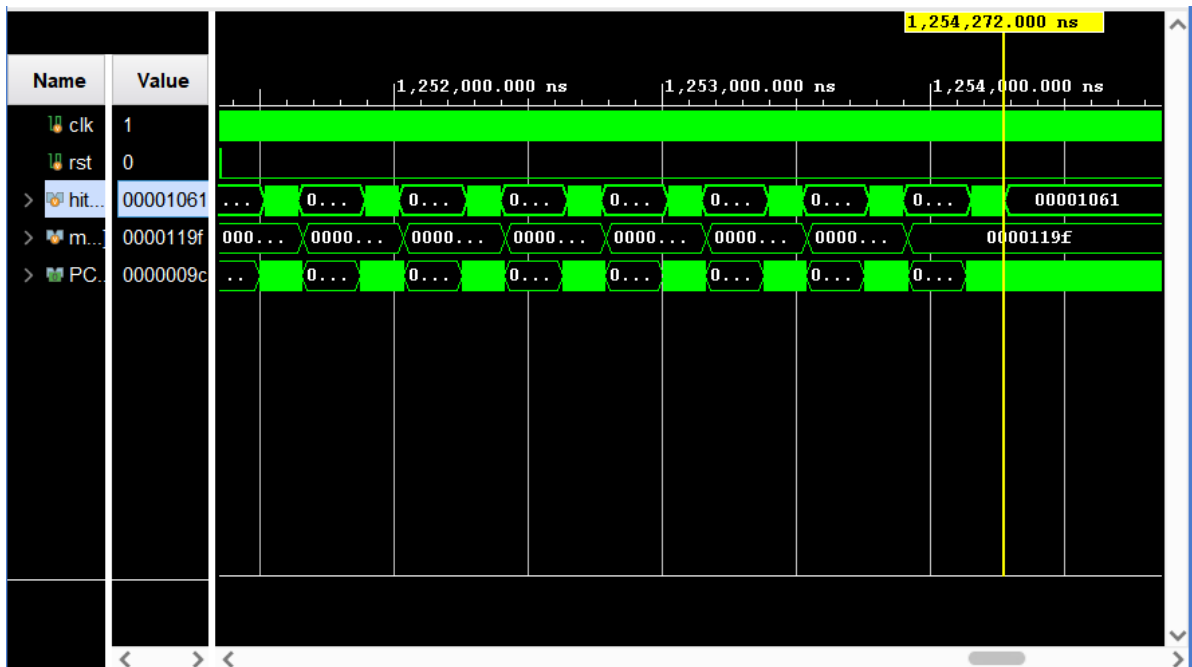 1,254,272.000 ns
Name Value
1,252,000.000 ns 1,253,000.000 ns 1,254,000.000 ns
clk 1
rst 0
hit... 00001061 ... 0... 0... 0... 0... 0... 0... 0... 00001061
m...] 0000119f 000... 0000... 0000... 0000... 0000... 0000... 0000... 0000119f
PC... 0000009c .. 0... 0... 0... 0... 0... 0... 0...